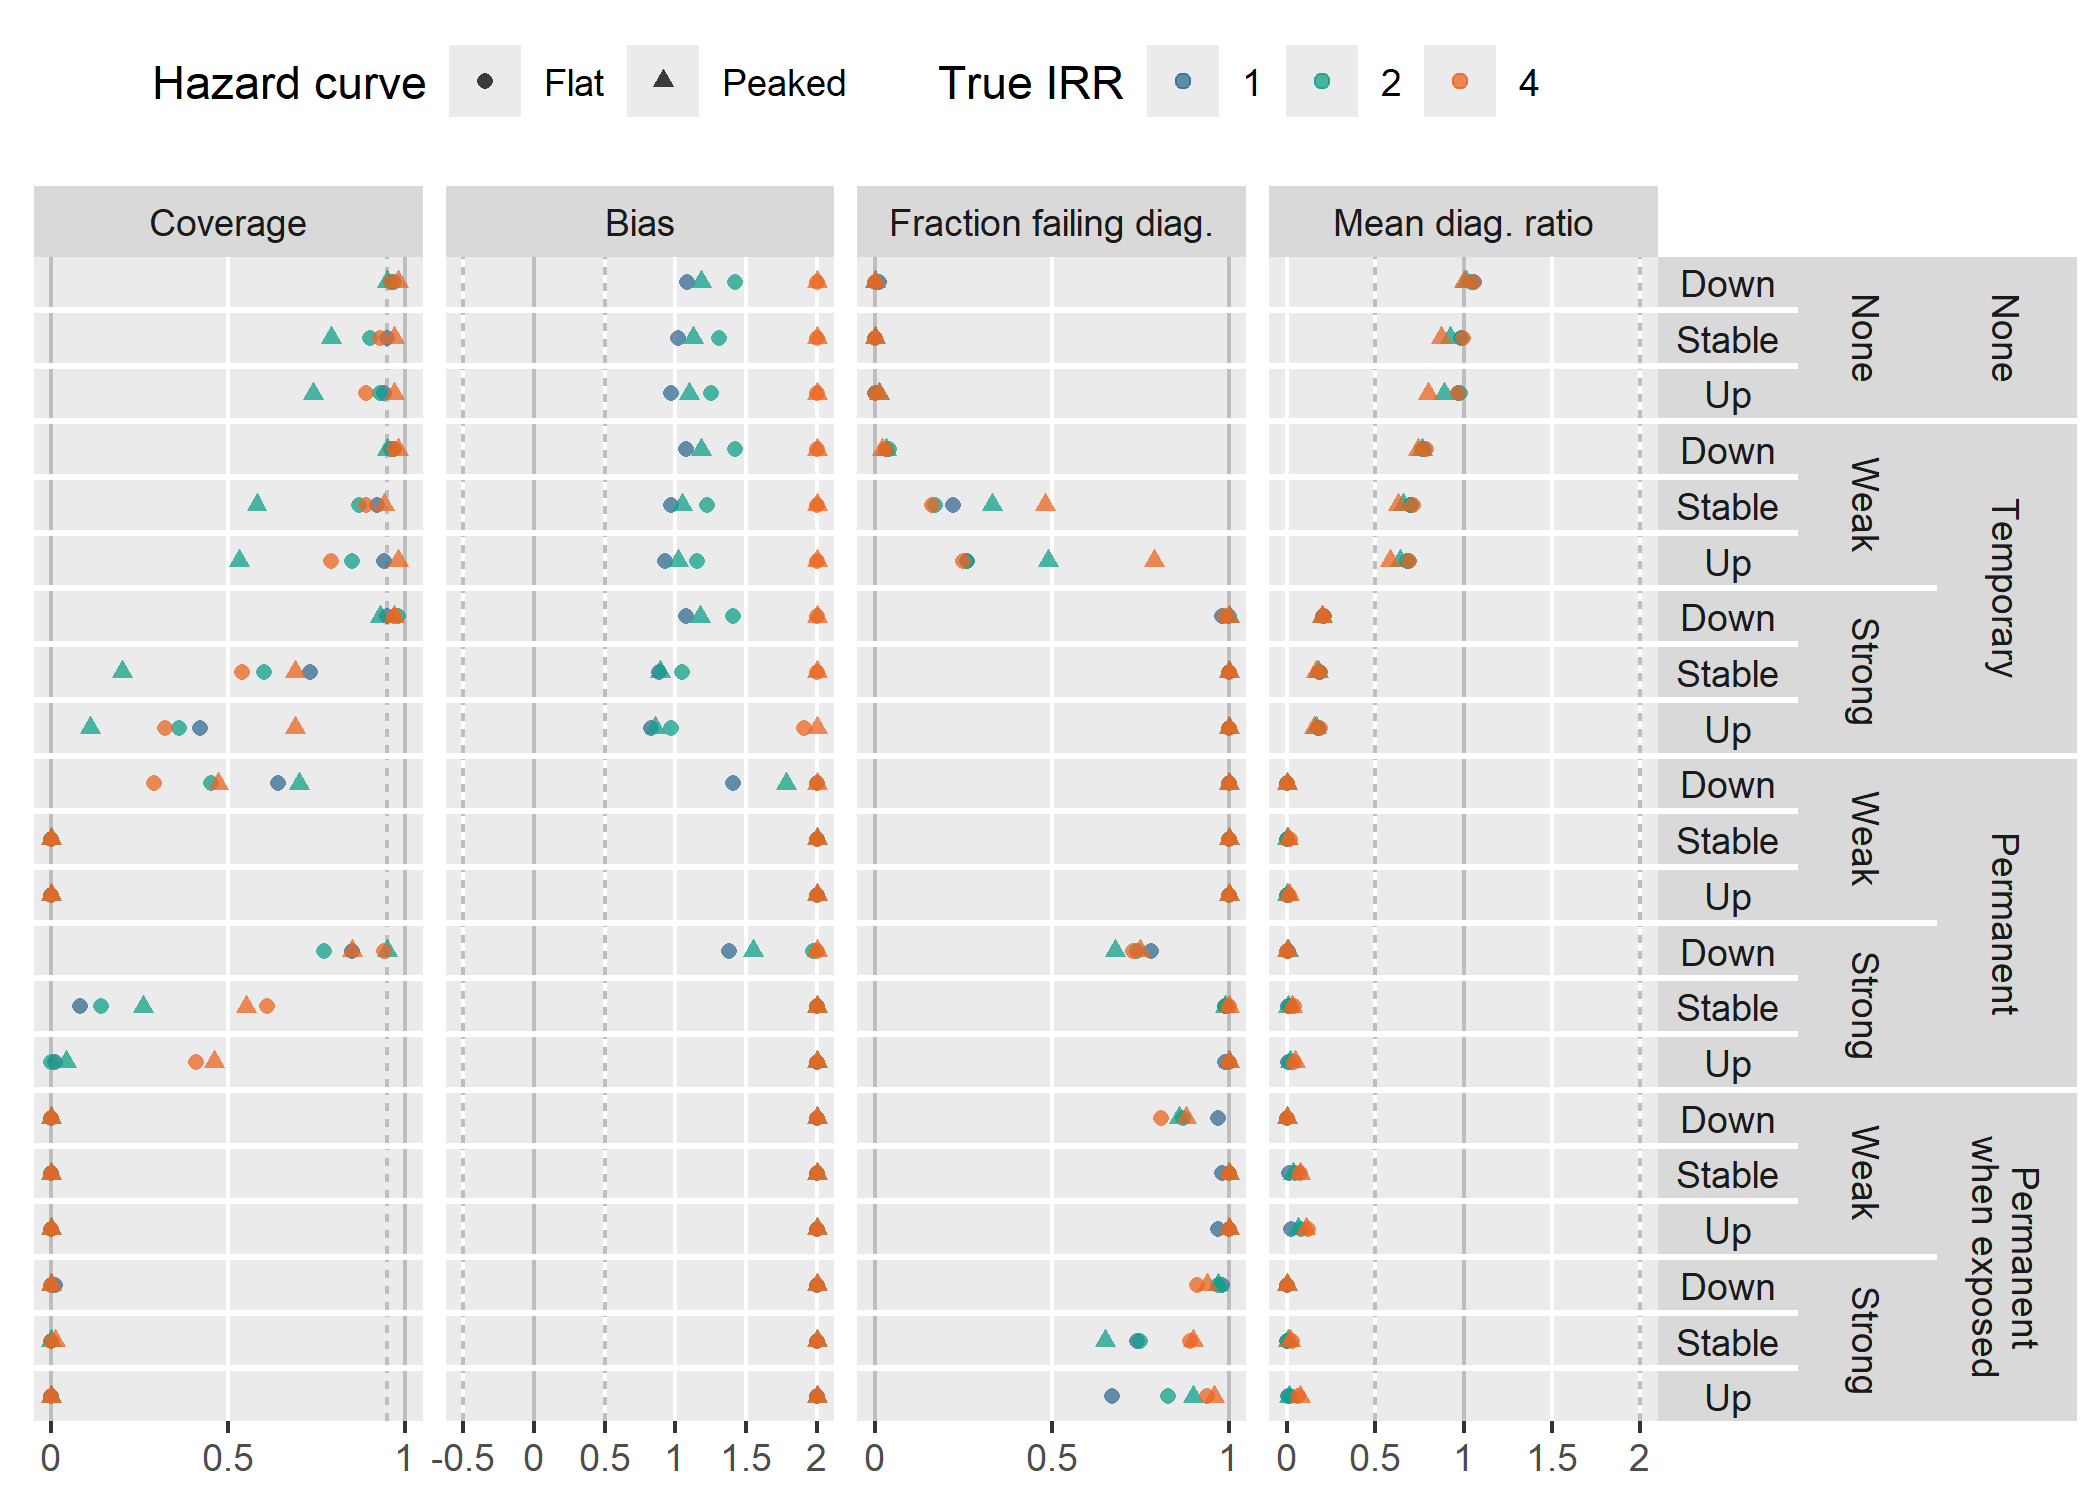 Hazard curve Flat Peaked True IRR 1 2 4
Coverage Bias Fraction failing diag. Mean diag. ratio
Down
Stable
Up
None
None
Down
Stable
Up
Weak
Down
Stable
Up
Strong
Temporary
Down
Stable
Up
Weak
Down
Stable
Up
Strong
Permanent
Down
Stable
Up
Weak
Down
Stable
Up
Strong
Permanent
when exposed
0 0.5 1 -0.5 0 0.5 1 1.5 2 0 0.5 1 0 0.5 1 1.5 2